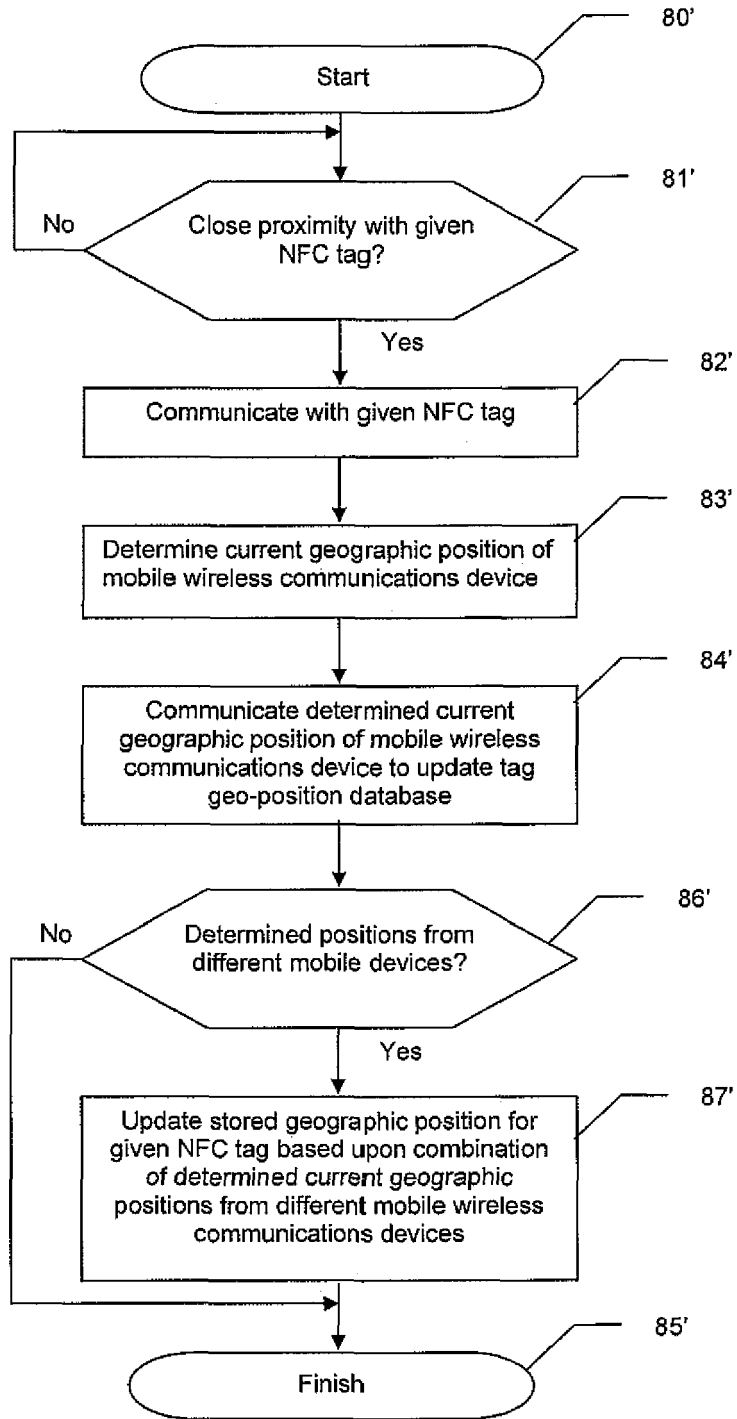 80'
Start
81'
No
Close proximity with given
NFC tag?
Yes
82'
Communicate with given NFC tag
83'
Determine current geographic position of
mobile wireless communications device
84'
Communicate determined current
geographic position of mobile wireless
communications device to update tag
geo-position database
86'
No
Determined positions from
different mobile devices?
Yes
87'
Update stored geographic position for
given NFC tag based upon combination
of determined current geographic
positions from different mobile wireless
communications devices
85'
Finish